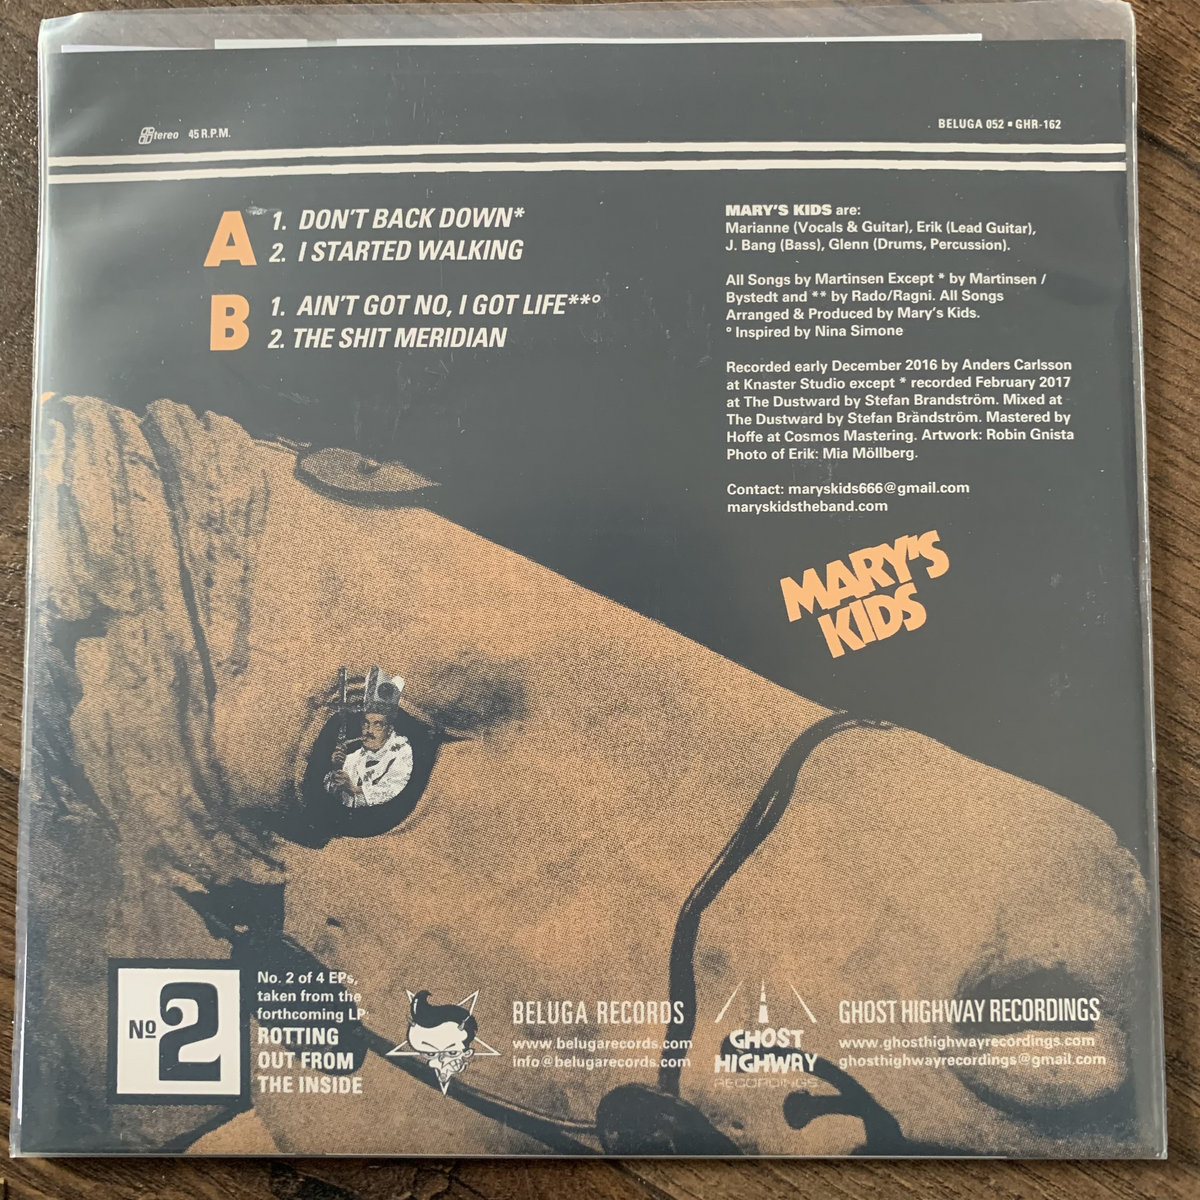 Stereo 45 R.P.M.
BELUGA 052 ▪ GHR-162
A
1. DON'T BACK DOWN*
2. I STARTED WALKING
B
1. AIN'T GOT NO, I GOT LIFE**°
2. THE SHIT MERIDIAN
MARY'S KIDS are:
Marianne (Vocals & Guitar), Erik (Lead Guitar),
J. Bang (Bass), Glenn (Drums, Percussion).
All Songs by Martinsen Except * by Martinsen /
Bystedt and ** by Rado/Ragni. All Songs
Arranged & Produced by Mary's Kids.
° Inspired by Nina Simone
Recorded early December 2016 by Anders Carlsson
at Knaster Studio except * recorded February 2017
at The Dustward by Stefan Brandström. Mixed at
The Dustward by Stefan Brändström. Mastered by
Hoffe at Cosmos Mastering. Artwork: Robin Gnista
Photo of Erik: Mia Möllberg.
Contact: maryskids666@gmail.com
maryskidstheband.com
MARY'S
KIDS
No 2
No. 2 of 4 EPs,
taken from the
forthcoming LP:
ROTTING
OUT FROM
THE INSIDE
BELUGA RECORDS
www.belugarecords.com
info@belugarecords.com
GHOST
HIGHWAY
RECORDINGS
GHOST HIGHWAY RECORDINGS
www.ghosthighwayrecordings.com
ghosthighwayrecordings@gmail.com